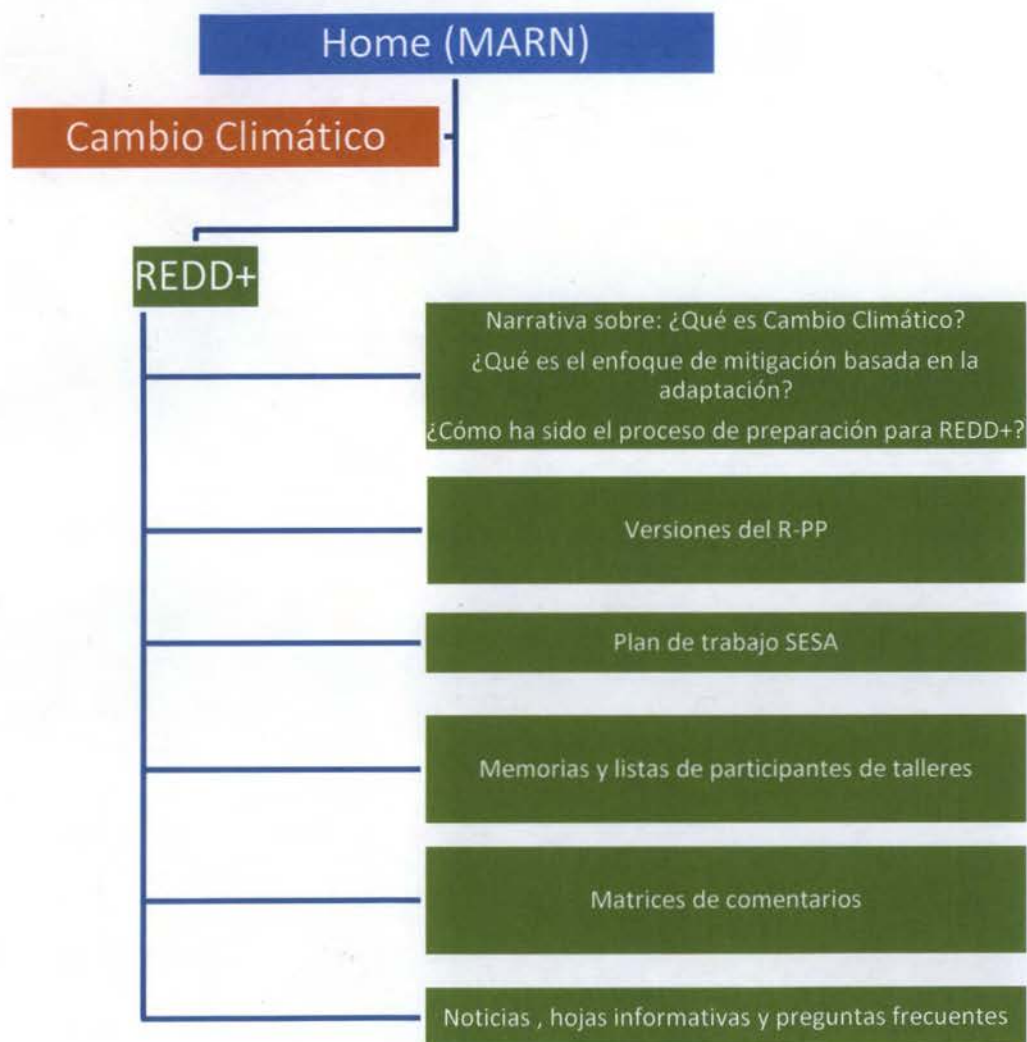 Home (MARN)
Cambio Climático
REDD+
Narrativa sobre: ¿Qué es Cambio Climático?
¿Qué es el enfoque de mitigación basada en la
adaptación?
¿Cómo ha sido el proceso de preparación para REDD+?
Versiones del R-PP
Plan de trabajo SESA
Memorias y listas de participantes de talleres
Matrices de comentarios
Noticias , hojas informativas y preguntas frecuentes